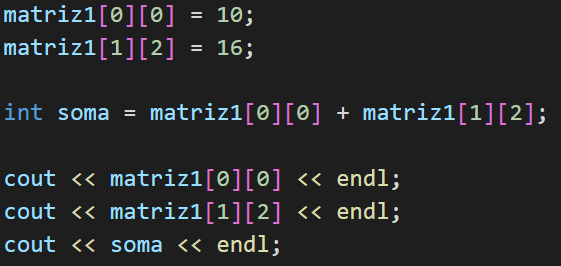 matriz1[0][0] = 10;
matriz1[1][2] = 16;
int soma = matriz1[0][0] + matriz1[1][2];
cout << matriz1[0][0] << endl;
cout << matriz1[1][2] << endl;
cout << soma << endl;